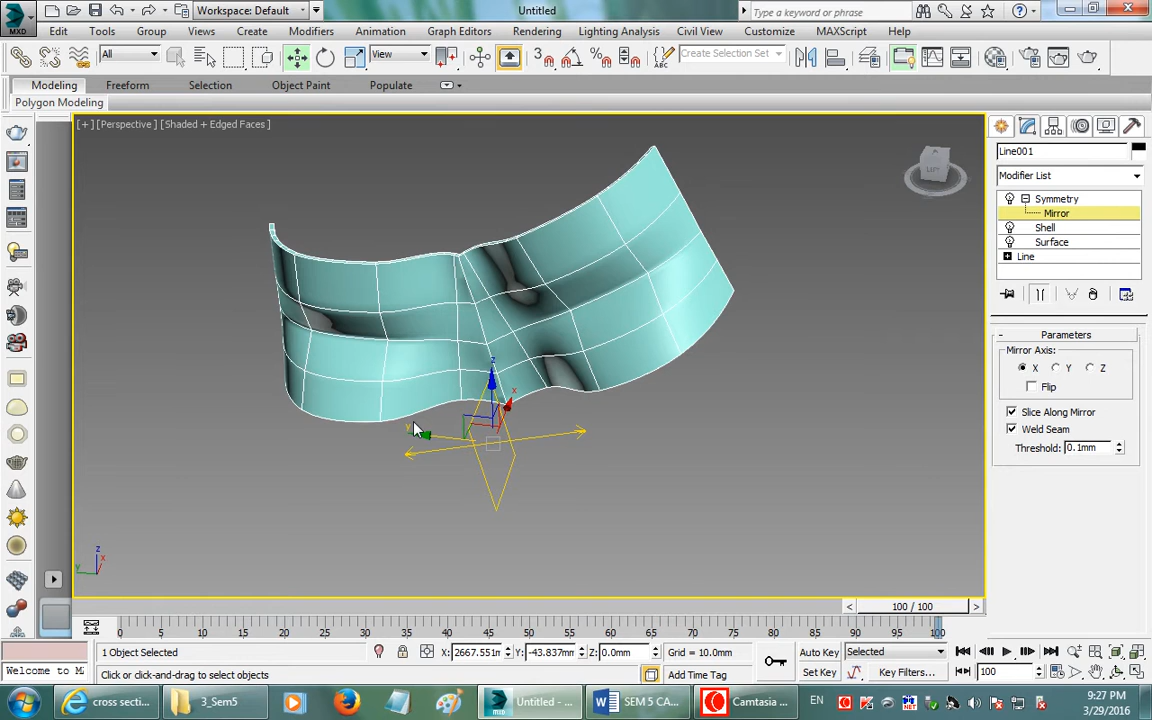 Workspace: Default
Untitled
Type a keyword or phrase
MXD
Edit Tools Group Views Create Modifiers Animation Graph Editors Rendering Lighting Analysis Civil View Customize MAXScript Help
All
View
Create Selection Set
Modeling Freeform Selection Object Paint Populate
Polygon Modeling
[+] [Perspective] [Shaded + Edged Faces]
Line001
Modifier List
Symmetry
Mirror
Shell
Surface
Line
Parameters
Mirror Axis:
X Y Z
Flip
Slice Along Mirror
Weld Seam
Threshold: 0.1mm
z
x
y
z
x
y
100 / 100
0 5 10 15 20 25 30 35 40 45 50 55 60 65 70 75 80 85 90 95 100
1 Object Selected
X: 2667.551m Y: -43.837mm Z: 0.0mm
Grid = 10.0mm
Auto Key
Selected
Welcome to M
Click or click-and-drag to select objects
Add Time Tag
Set Key
Key Filters...
100
cross secti...
3_Sem5
Untitled - ...
SEM 5 CA...
Camtasia ...
EN
9:27 PM
3/29/2016